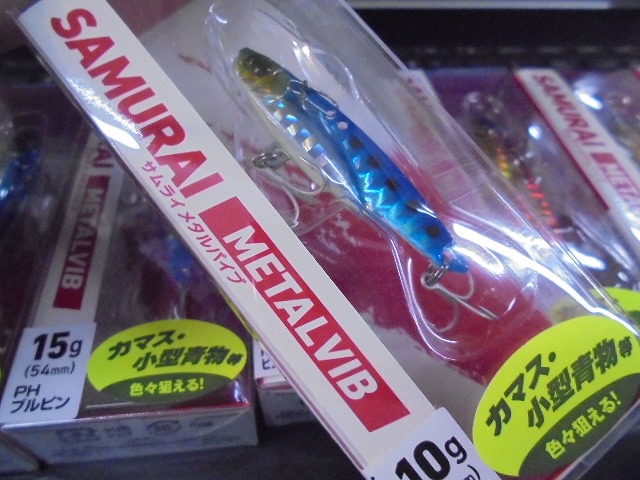 SAMURAI
METALVIB
サムライ メタルバイブ
10g
カマス・
小型青物等
色々狙える!
METALVIB
15g
(54mm)
PH
ブルピン
カマス・
小型青物等
色々狙える!
SAMURAI
METAL